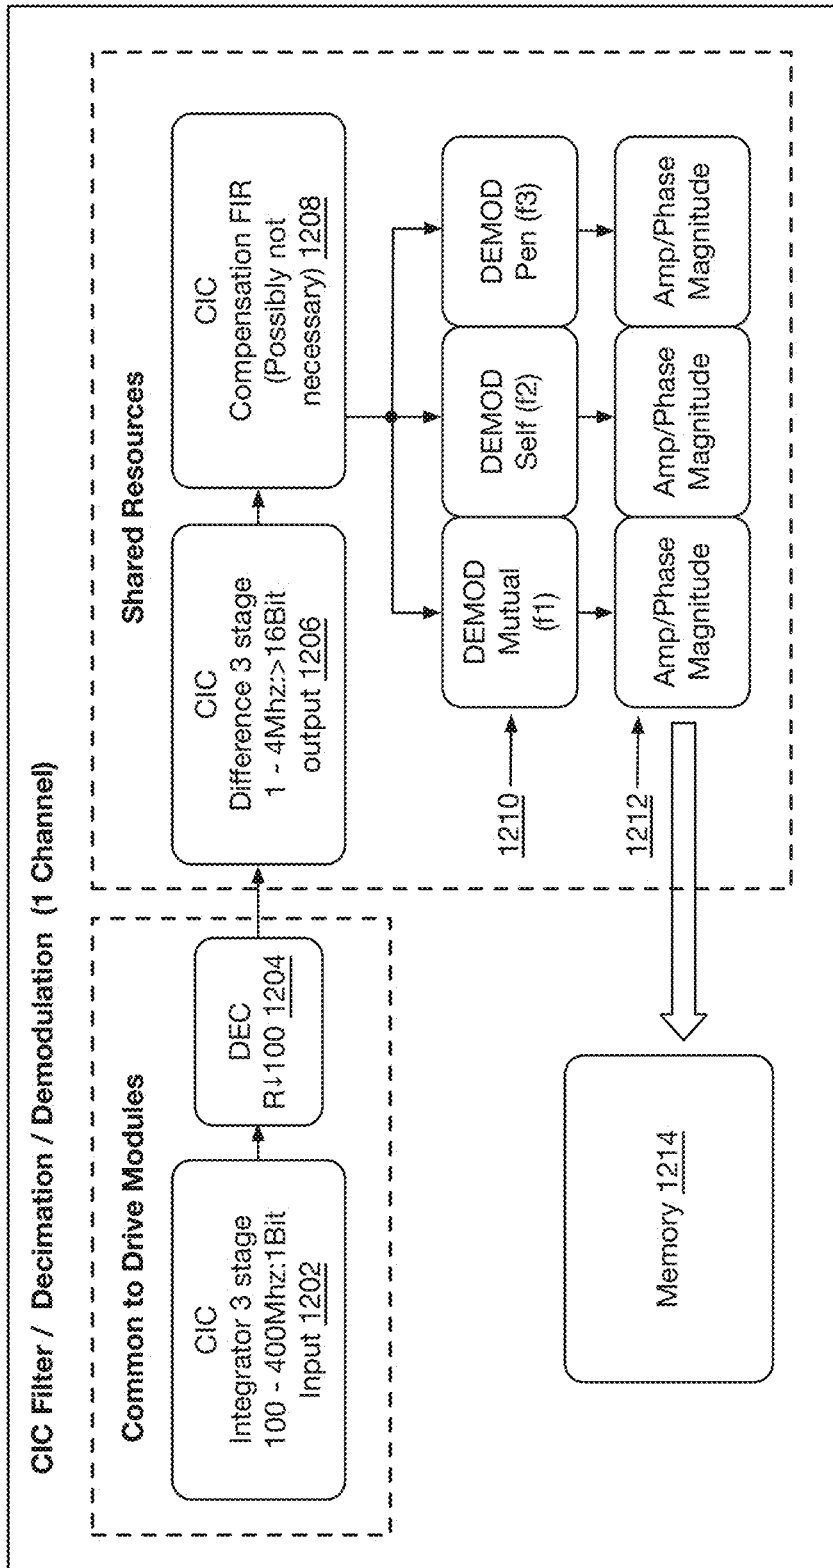 CIC Filter / Decimation / Demodulation (1 Channel)
Common to Drive Modules
CIC
Integrator 3 stage
100 - 400Mhz:1Bit
Input 1202
DEC
R↓100 1204
Shared Resources
CIC
Difference 3 stage
1 - 4Mhz:>16Bit
output 1206
CIC
Compensation FIR
(Possibly not
necessary) 1208
1210
DEMOD
Mutual
(f1)
DEMOD
Self (f2)
DEMOD
Pen (f3)
1212
Amp/Phase
Magnitude
Amp/Phase
Magnitude
Amp/Phase
Magnitude
Memory 1214